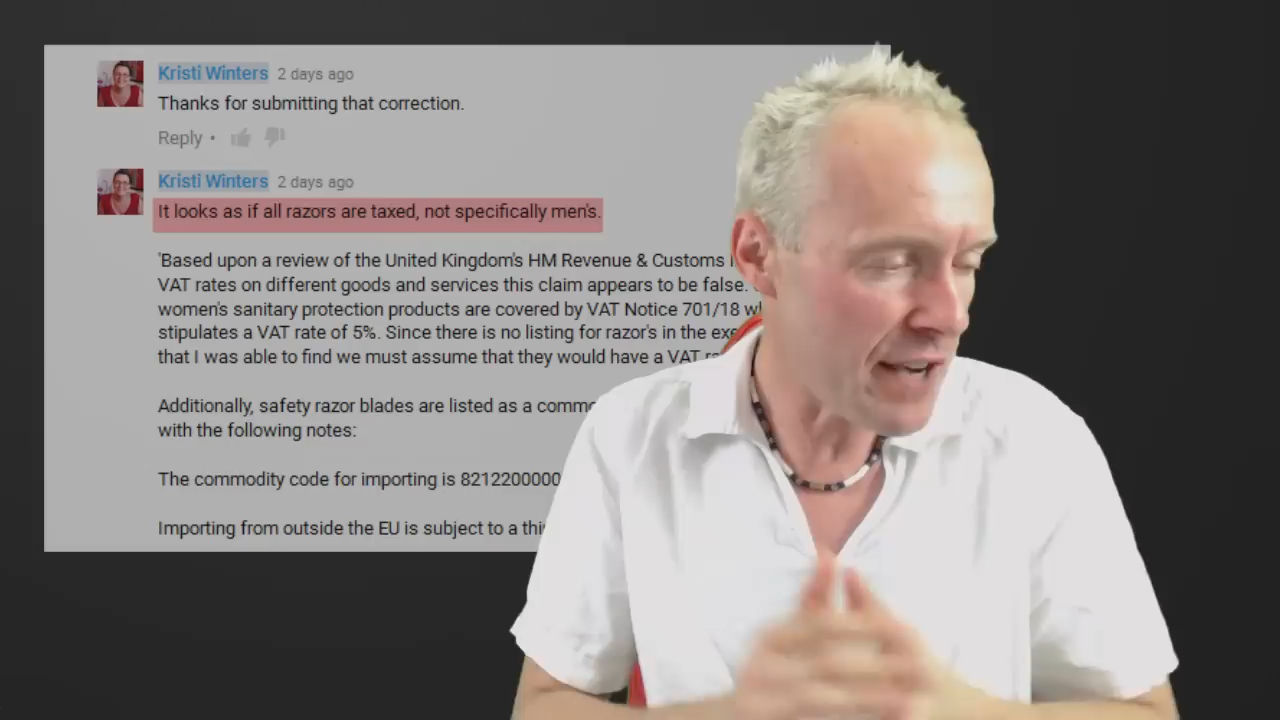 Kristi Winters 2 days ago
Thanks for submitting that correction.
Reply •
Kristi Winters 2 days ago
It looks as if all razors are taxed, not specifically men's.
'Based upon a review of the United Kingdom's HM Revenue & Customs
VAT rates on different goods and services this claim appears to be false.
women's sanitary protection products are covered by VAT Notice 701/18
stipulates a VAT rate of 5%. Since there is no listing for razor's in the
that I was able to find we must assume that they would have a VAT
Additionally, safety razor blades are listed as a
with the following notes:
The commodity code for importing is 8212200000
Importing from outside the EU is subject to a